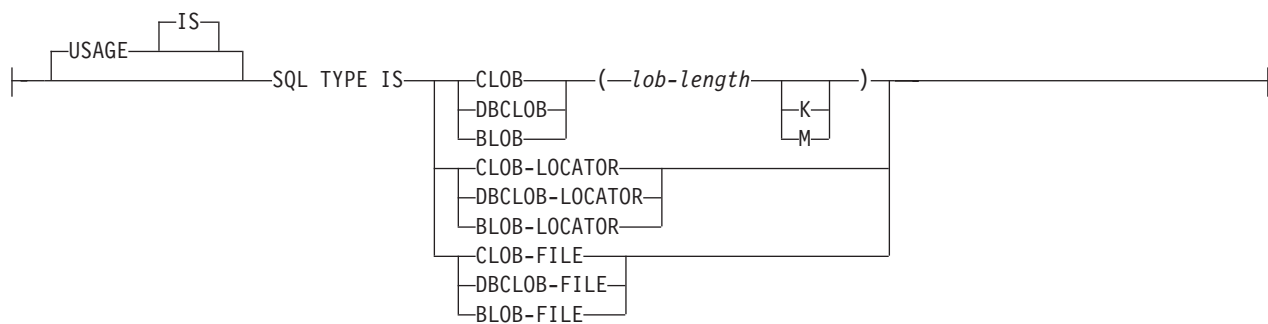 IS
USAGE
SQL TYPE IS CLOB ( lob-length )
DBCLOB K
BLOB M
CLOB-LOCATOR
DBCLOB-LOCATOR
BLOB-LOCATOR
CLOB-FILE
DBCLOB-FILE
BLOB-FILE